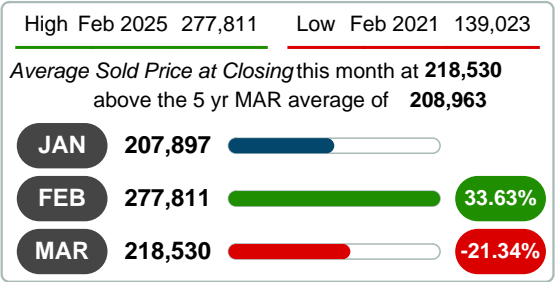 High Feb 2025 277,811 Low Feb 2021 139,023
Average Sold Price at Closing this month at 218,530
above the 5 yr MAR average of 208,963
JAN 207,897
FEB 277,811 33.63%
MAR 218,530 -21.34%